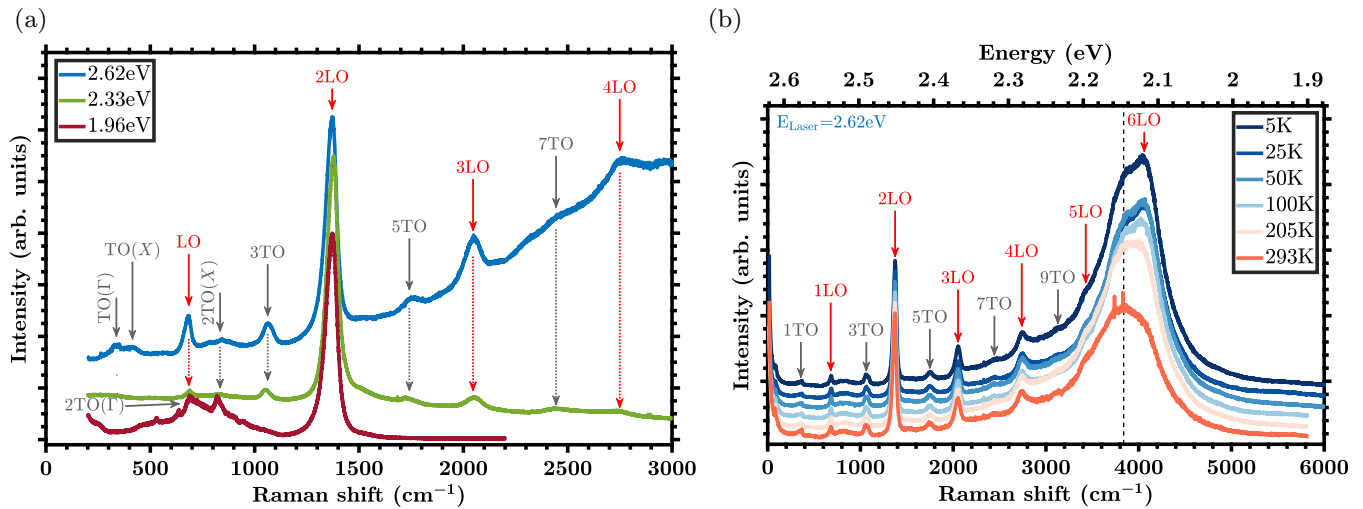 (a)
2.62eV
2.33eV
1.96eV
2LO
4LO
7TO
3LO
5TO
3TO
LO
TO(Γ)
TO(X)
2TO(X)
2TO(Γ)
Intensity (arb. units)
0 500 1000 1500 2000 2500 3000
Raman shift (cm⁻¹)
(b)
Energy (eV)
2.6 2.5 2.4 2.3 2.2 2.1 2 1.9
E_Laser=2.62eV
6LO
5K
25K
50K
100K
205K
293K
2LO
5LO
4LO
9TO
3LO
7TO
1LO
5TO
1TO
3TO
Intensity (arb. units)
0 1000 2000 3000 4000 5000 6000
Raman shift (cm⁻¹)